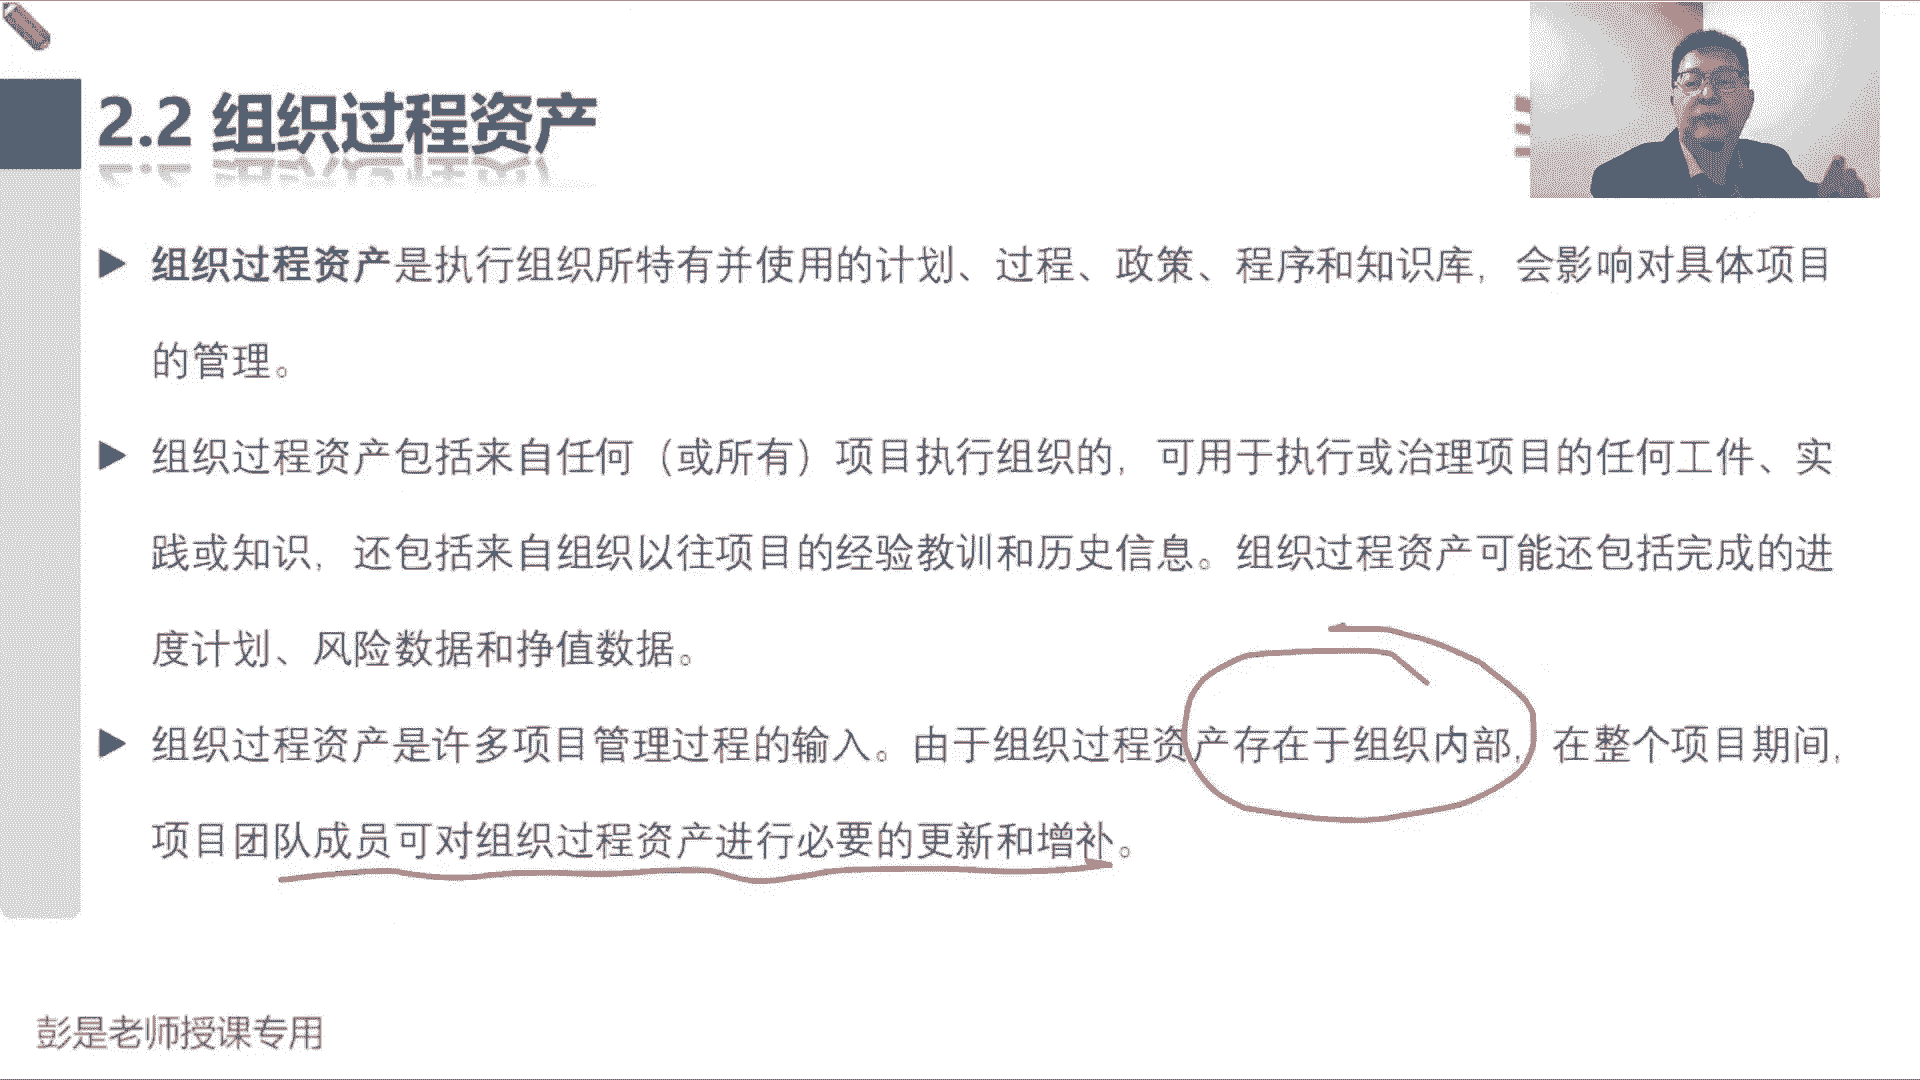 2.2 组织过程资产
组织过程资产是执行组织所特有并使用的计划、过程、政策、程序和知识库，会影响对具体项目
的管理。
组织过程资产包括来自任何（或所有）项目执行组织的，可用于执行或治理项目的任何工件、实
践或知识，还包括来自组织以往项目的经验教训和历史信息。组织过程资产可能还包括完成的进
度计划、风险数据和挣值数据。
组织过程资产是许多项目管理过程的输入。由于组织过程资产存在于组织内部，在整个项目期间，
项目团队成员可对组织过程资产进行必要的更新和增补。
彭是老师授课专用